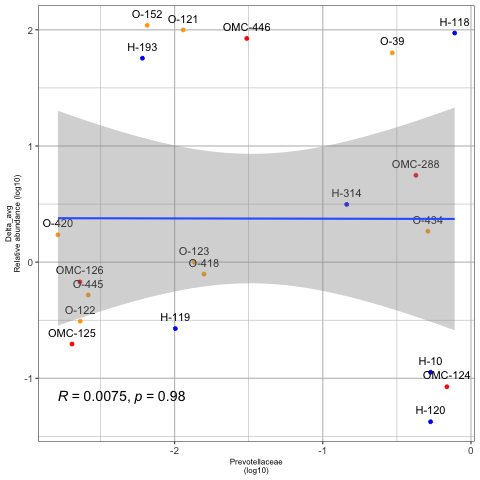 O-152
O-121
OMC-446
H-118
H-193
O-39
OMC-288
H-314
O-420
O-434
O-123
O-418
OMC-126
O-445
O-122
H-119
OMC-125
H-10
OMC-124
H-120
R = 0.0075, p = 0.98
2
1
0
-1
-2
-1
0
Delta_avg
Relative abundance (log10)
Prevotellaceae
(log10)